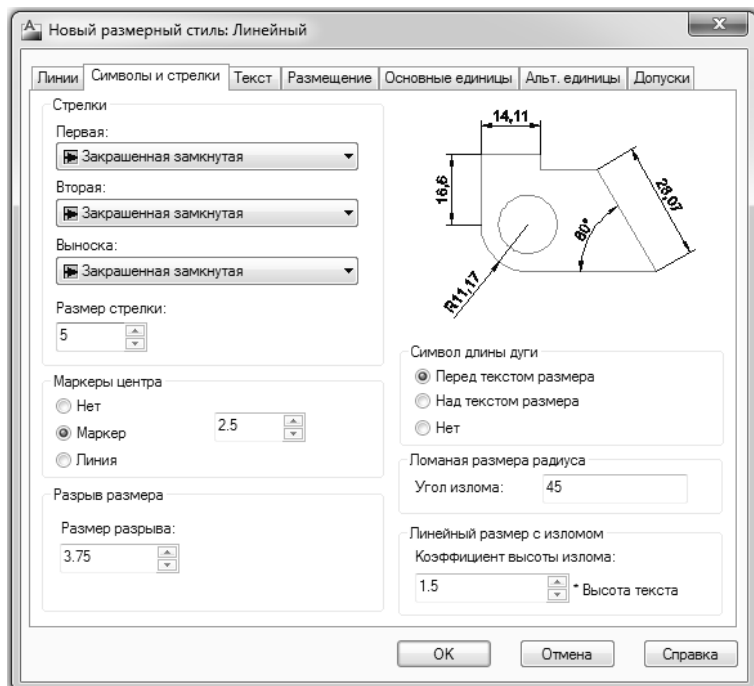 Новый размерный стиль: Линейный
Линии
Символы и стрелки
Текст
Размещение
Основные единицы
Альт. единицы
Допуски
Стрелки
Первая:
Закрашенная замкнутая
Вторая:
Закрашенная замкнутая
Выноска:
Закрашенная замкнутая
Размер стрелки:
5
Маркеры центра
Нет
Маркер
2.5
Линия
Разрыв размера
Размер разрыва:
3.75
14,11
16,6
28,07
60°
R11,17
Символ длины дуги
Перед текстом размера
Над текстом размера
Нет
Ломаная размера радиуса
Угол излома:
45
Линейный размер с изломом
Коэффициент высоты излома:
1.5
* Высота текста
OK
Отмена
Справка